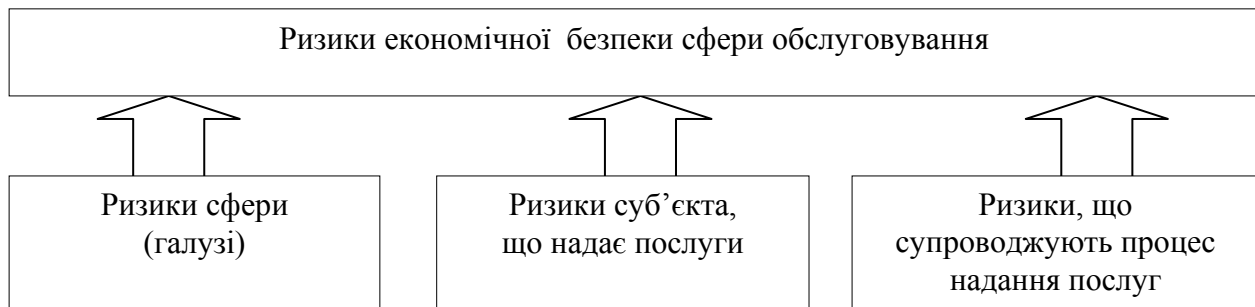 Ризики економічної безпеки сфери обслуговування
Ризики сфери
(галузі)
Ризики суб’єкта,
що надає послуги
Ризики, що
супроводжують процес
надання послуг